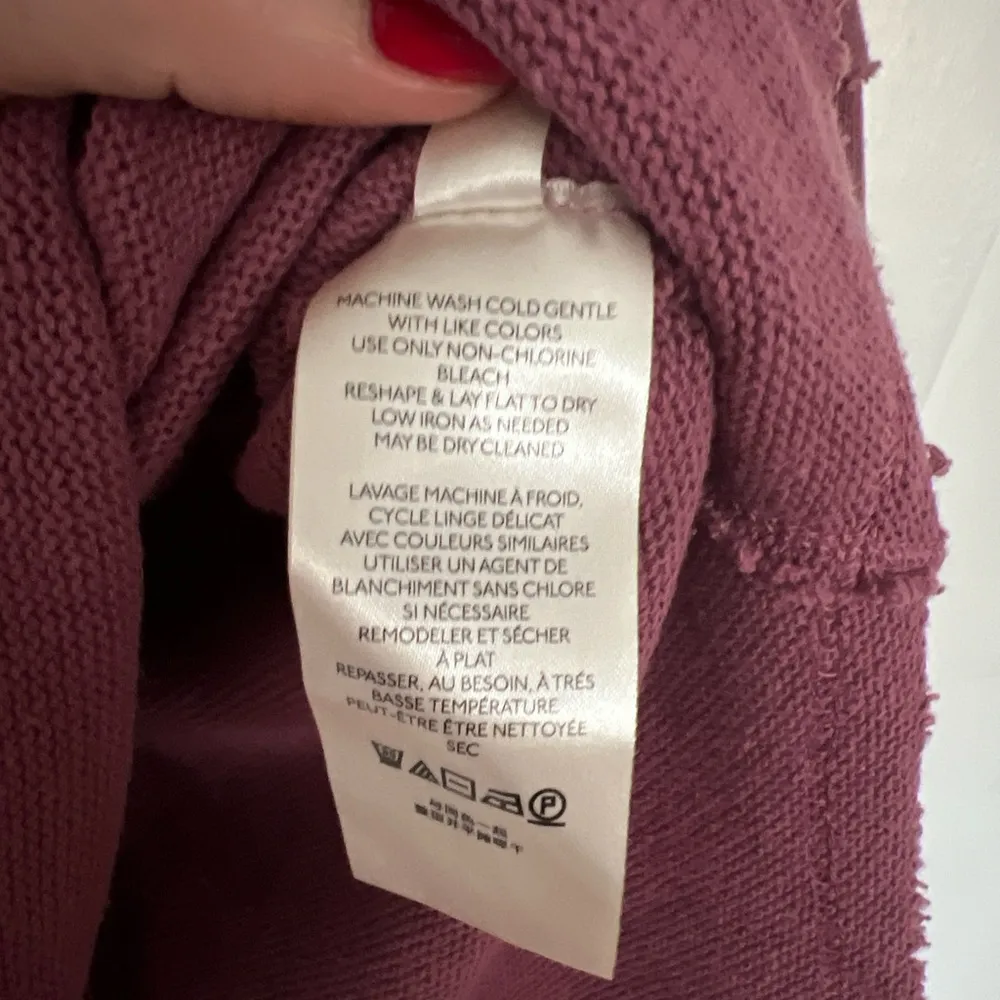 MACHINE WASH COLD GENTLE
WITH LIKE COLORS
USE ONLY NON-CHLORINE
BLEACH
RESHAPE & LAY FLAT TO DRY
LOW IRON AS NEEDED
MAY BE DRY CLEANED
LAVAGE MACHINE À FROID,
CYCLE LINGE DÉLICAT
AVEC COULEURS SIMILAIRES
UTILISER UN AGENT DE
BLANCHIMENT SANS CHLORE
SI NÉCESSAIRE
REMODELER ET SÉCHER
À PLAT
REPASSER, AU BESOIN, À TRÉS
BASSE TEMPÉRATURE
PEUT-ÊTRE ÊTRE NETTOYÉE
SEC
P